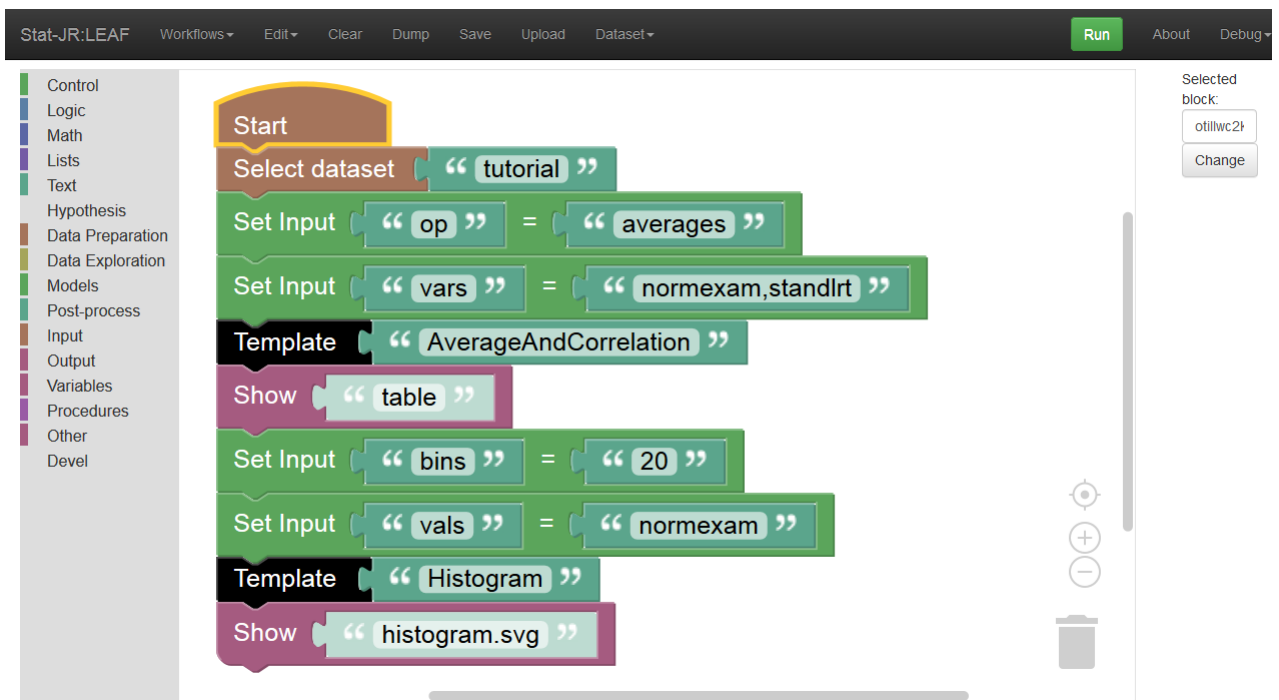 Stat-JR:LEAF Workflows Edit Clear Dump Save Upload Dataset Run About Debug
Control
Logic
Math
Lists
Text
Hypothesis
Data Preparation
Data Exploration
Models
Post-process
Input
Output
Variables
Procedures
Other
Devel
Start
Select dataset “ tutorial ”
Set Input “ op ” = “ averages ”
Set Input “ vars ” = “ normexam,standlrt ”
Template “ AverageAndCorrelation ”
Show “ table ”
Set Input “ bins ” = “ 20 ”
Set Input “ vals ” = “ normexam ”
Template “ Histogram ”
Show “ histogram.svg ”
Selected
block:
Change